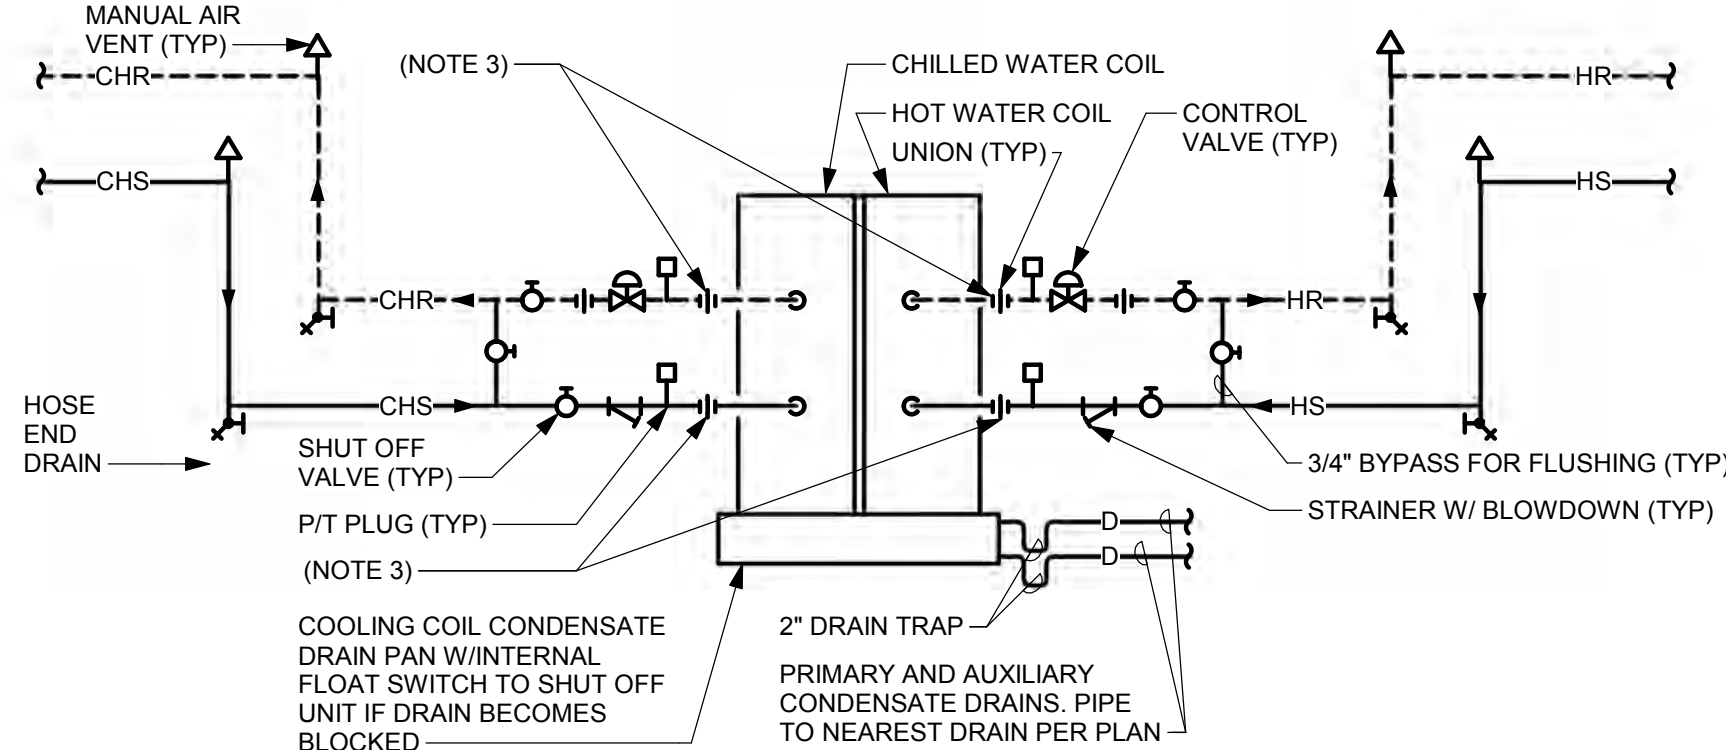 MANUAL AIR
VENT (TYP)
CHR
(NOTE 3)
CHILLED WATER COIL
HOT WATER COIL
UNION (TYP)
CONTROL
VALVE (TYP)
HR
CHS
HS
CHR
HR
CHS
HS
HOSE
END
DRAIN
SHUT OFF
VALVE (TYP)
P/T PLUG (TYP)
(NOTE 3)
3/4" BYPASS FOR FLUSHING (TYP)
STRAINER W/ BLOWDOWN (TYP)
D
D
COOLING COIL CONDENSATE
DRAIN PAN W/INTERNAL
FLOAT SWITCH TO SHUT OFF
UNIT IF DRAIN BECOMES
BLOCKED
2" DRAIN TRAP
PRIMARY AND AUXILIARY
CONDENSATE DRAINS. PIPE
TO NEAREST DRAIN PER PLAN